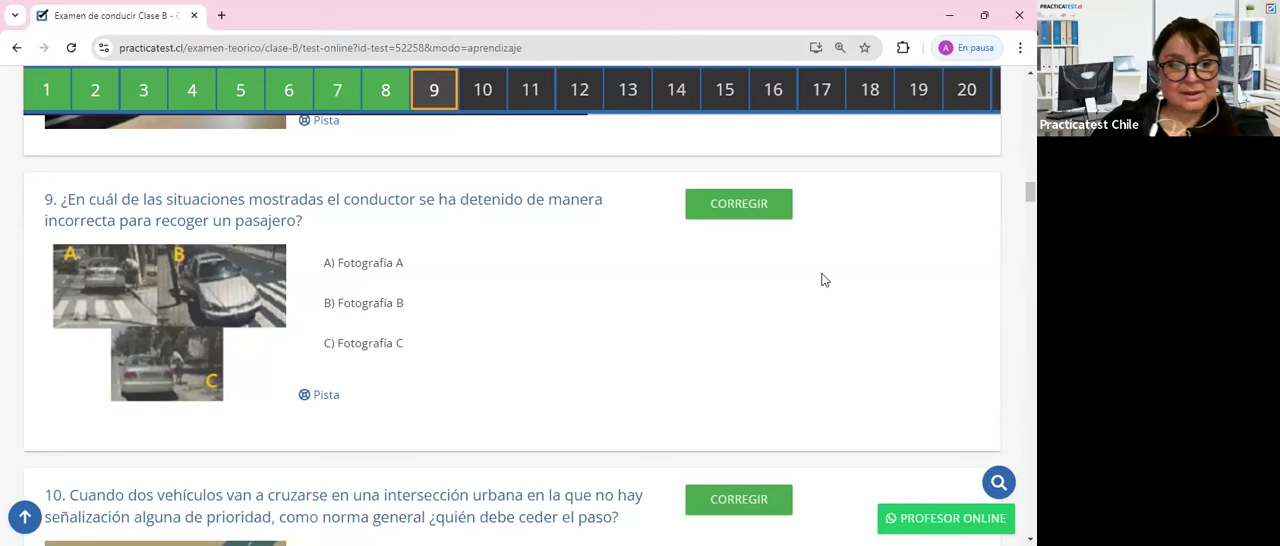 Examen de conducir Clase B - C
practicatest.cl/examen-teorico/clase-B/test-online?id-test=52258&modo=aprendizaje
A En pausa
1 2 3 4 5 6 7 8 9 10 11 12 13 14 15 16 17 18 19 20
Pista
9. ¿En cuál de las situaciones mostradas el conductor se ha detenido de manera
incorrecta para recoger un pasajero?
CORREGIR
A B
C
A) Fotografía A
B) Fotografía B
C) Fotografía C
Pista
10. Cuando dos vehículos van a cruzarse en una intersección urbana en la que no hay
señalización alguna de prioridad, como norma general ¿quién debe ceder el paso?
CORREGIR
PROFESOR ONLINE
PRACTICATEST.cl
Practicatest Chile